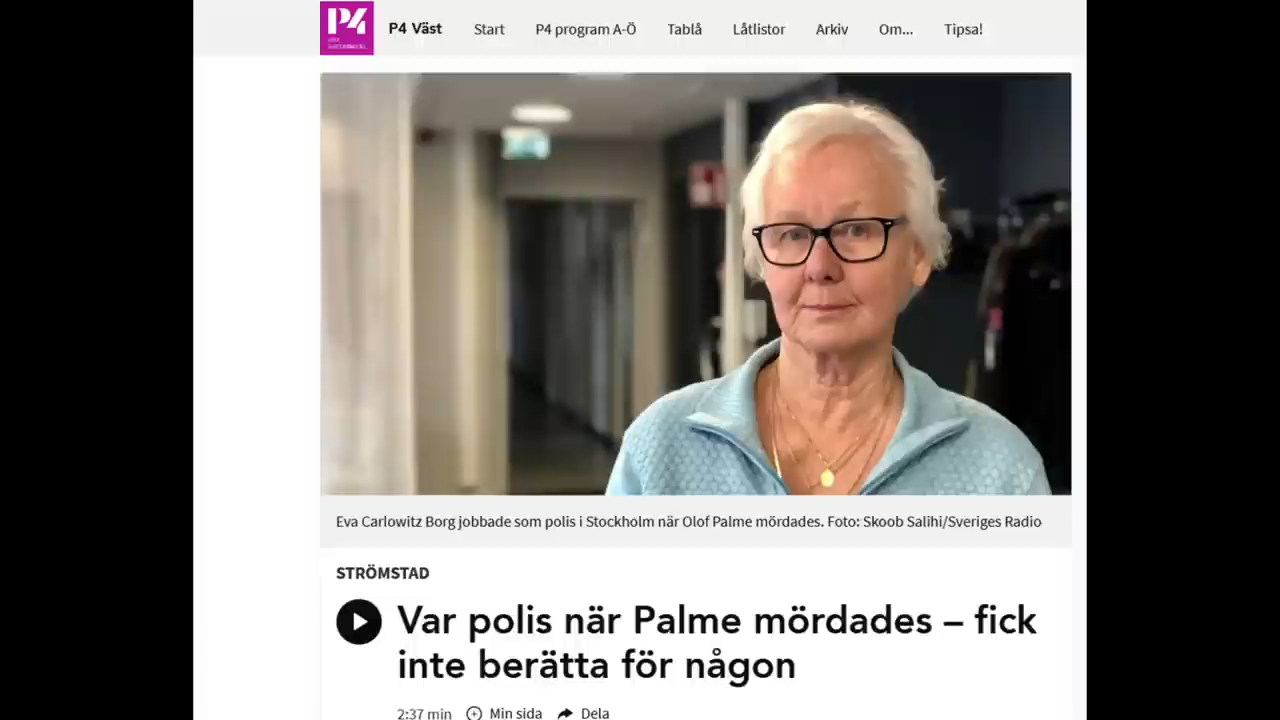 P4
P4 Väst Start P4 program A-Ö Tablå Låtlistor Arkiv Om... Tipsa!
Eva Carlowitz Borg jobbade som polis i Stockholm när Olof Palme mördades. Foto: Skoob Salihi/Sveriges Radio
STRÖMSTAD
Var polis när Palme mördades – fick
inte berätta för någon
2:37 min Min sida Dela